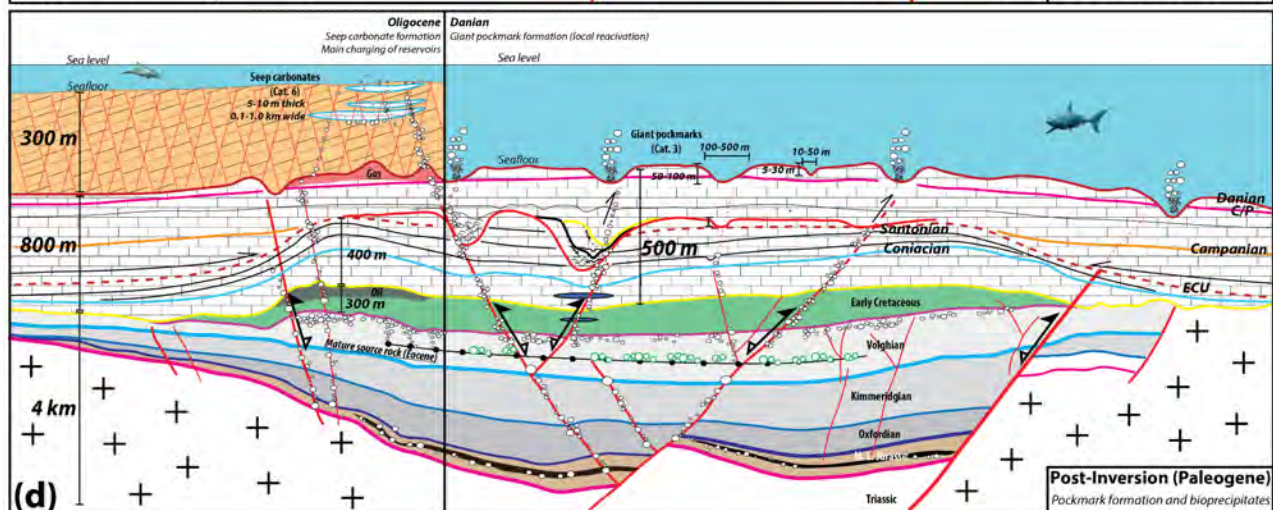 Oligocene
Seep carbonate formation
Main charging of reservoirs
Danian
Giant pockmark formation (local reacivation)
Sea level
Sea level
Seafloor
Seep carbonates
(Cat. 6)
5-10 m thick
0.1-1.0 km wide
300 m
Giant pockmarks
(Cat. 3)
100-500 m
10-50 m
5-30 m
50-100 m
Seafloor
Gas
Danian
C/P
Santonian
Campanian
Coniacian
800 m
400 m
500 m
ECU
Oil
300 m
Early Cretaceous
Mature source rock (Eocene)
Volghian
Kimmeridgian
4 km
Oxfordian
M.-L. Jurassic
Triassic
(d)
Post-Inversion (Paleogene)
Pockmark formation and bioprecipitates